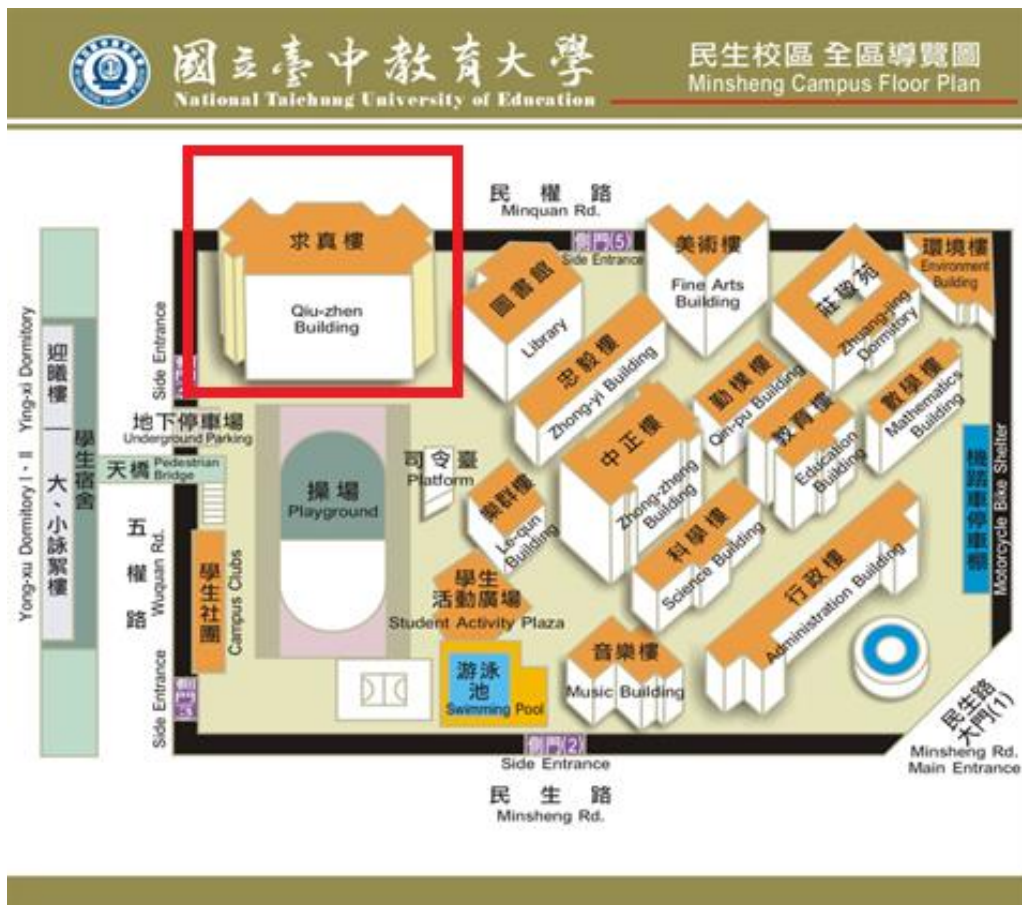 國立臺中教育大學
National Taichung University of Education
民生校區 全區導覽圖
Minsheng Campus Floor Plan
民權路
Minquan Rd.
求真樓
Qiu-zhen
Building
側門(5)
Side Entrance
圖書館
Library
美術樓
Fine Arts
Building
莊敬苑
Zhuang-jing
Dormstory
環境樓
Environment
Building
忠毅樓
Zhong-yi Building
勤樸樓
Qin-pu Building
教育樓
Education
Building
數學樓
Mathematics
Building
中正樓
Zhong-zheng
Building
Side Entrance
迎曦樓
Ying-xi Dormitory
學生宿舍
大、小詠絮樓
Yong-xu Dormitory I、II
地下停車場
Underground Parking
天橋
Pedestrian
Bridge
操場
Playground
司令臺
Platform
樂群樓
Le-qun
Building
科學樓
Science Building
行政樓
Administration Building
機踏車停車棚
Motorcycle Bike Shelter
五權路
Wuquan Rd.
學生社團
Campus Clubs
學生
活動廣場
Student Activity Plaza
游泳
池
Swimming Pool
音樂樓
Music Building
Side Entrance
側門(2)
Side Entrance
民生路
Minsheng Rd.
民生路
大門(1)
Minsheng Rd.
Main Entrance